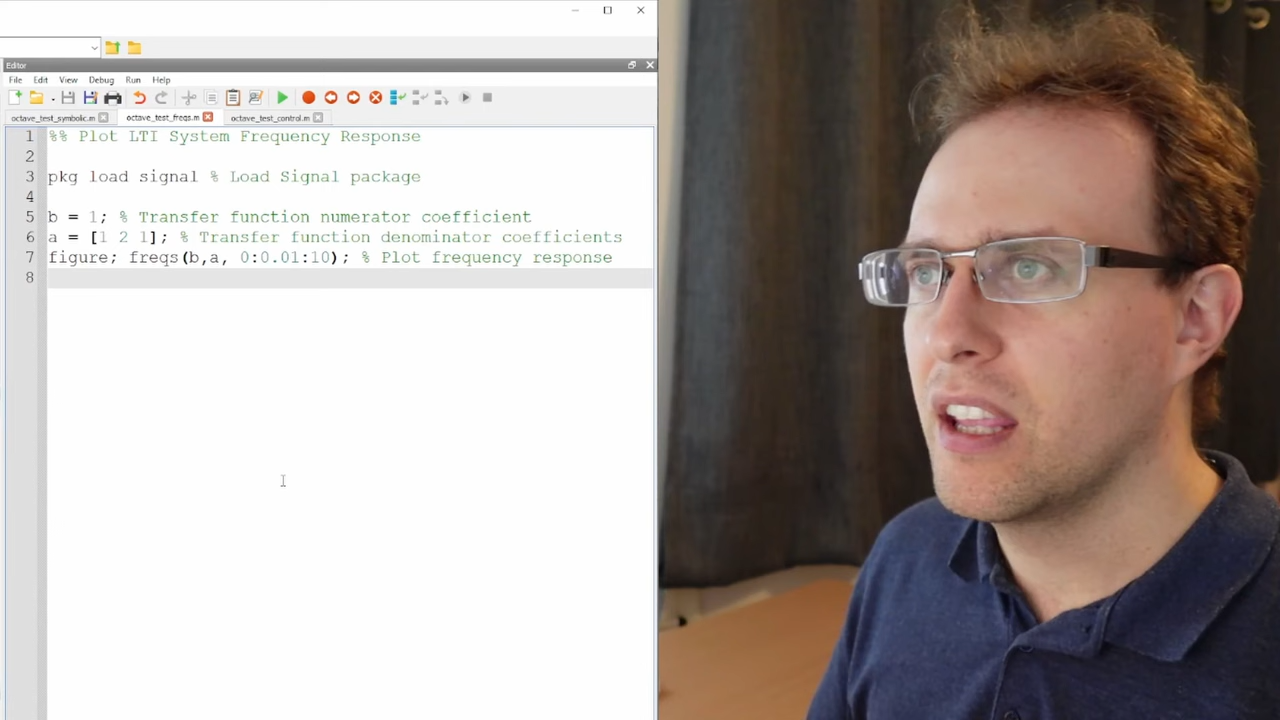 Editor
File Edit View Debug Run Help
octave_test_symbolic.m octave_test_freqs.m octave_test_control.m
1 %% Plot LTI System Frequency Response
2
3 pkg load signal % Load Signal package
4
5 b = 1; % Transfer function numerator coefficient
6 a = [1 2 1]; % Transfer function denominator coefficients
7 figure; freqs(b,a, 0:0.01:10); % Plot frequency response
8